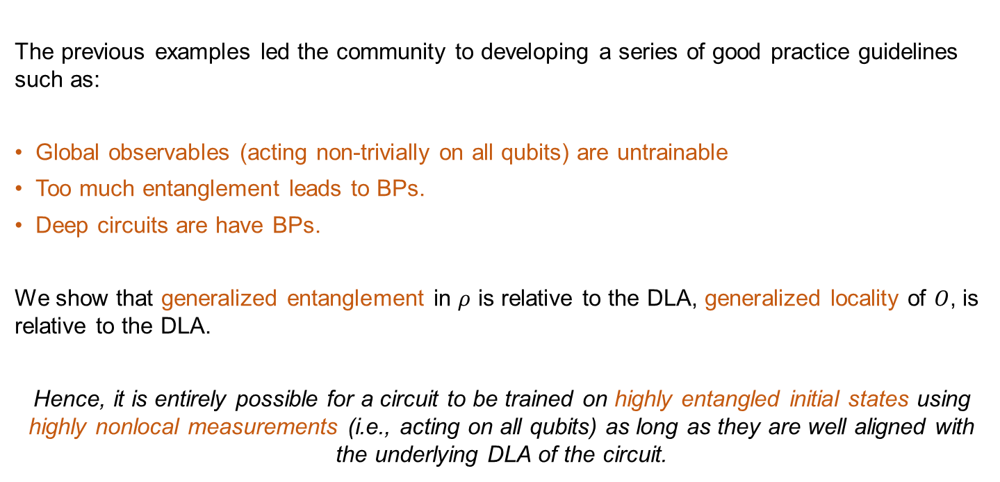 The previous examples led the community to developing a series of good practice guidelines
such as:
• Global observables (acting non-trivially on all qubits) are untrainable
• Too much entanglement leads to BPs.
• Deep circuits are have BPs.
We show that generalized entanglement in ρ is relative to the DLA, generalized locality of O, is
relative to the DLA.
Hence, it is entirely possible for a circuit to be trained on highly entangled initial states using
highly nonlocal measurements (i.e., acting on all qubits) as long as they are well aligned with
the underlying DLA of the circuit.